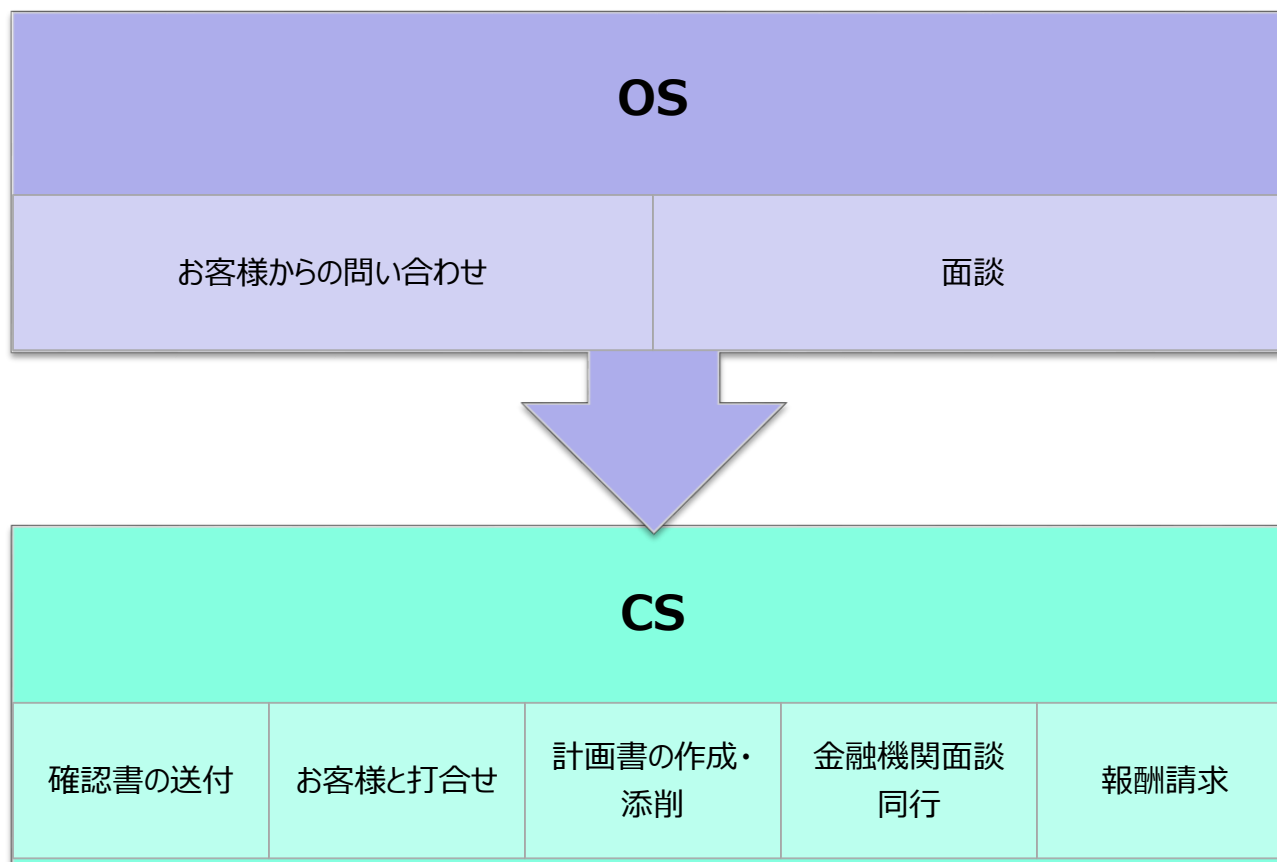 OS
お客様からの問い合わせ
面談
CS
確認書の送付
お客様と打合せ
計画書の作成・
添削
金融機関面談
同行
報酬請求